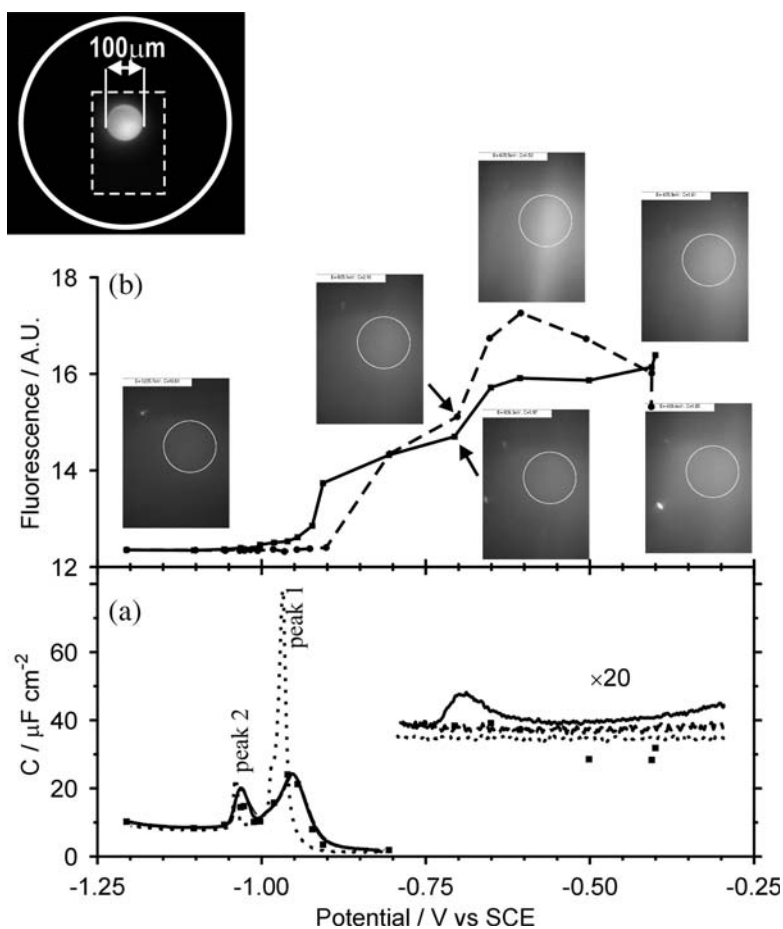 100μm
(b)
18
16
14
12
Fluorescence / A.U.
(a)
peak 1
peak 2
×20
60
40
20
0
C / μF cm⁻²
-1.25 -1.00 -0.75 -0.50 -0.25
Potential / V vs SCE